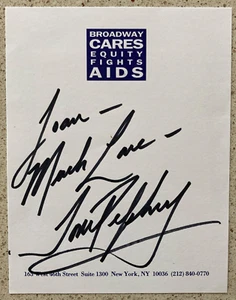 BROADWAY
CARES
EQUITY
FIGHTS
AIDS
Joan –
Much Love –
165 West 46th Street Suite 1300 New York, NY 10036 (212) 840-0770